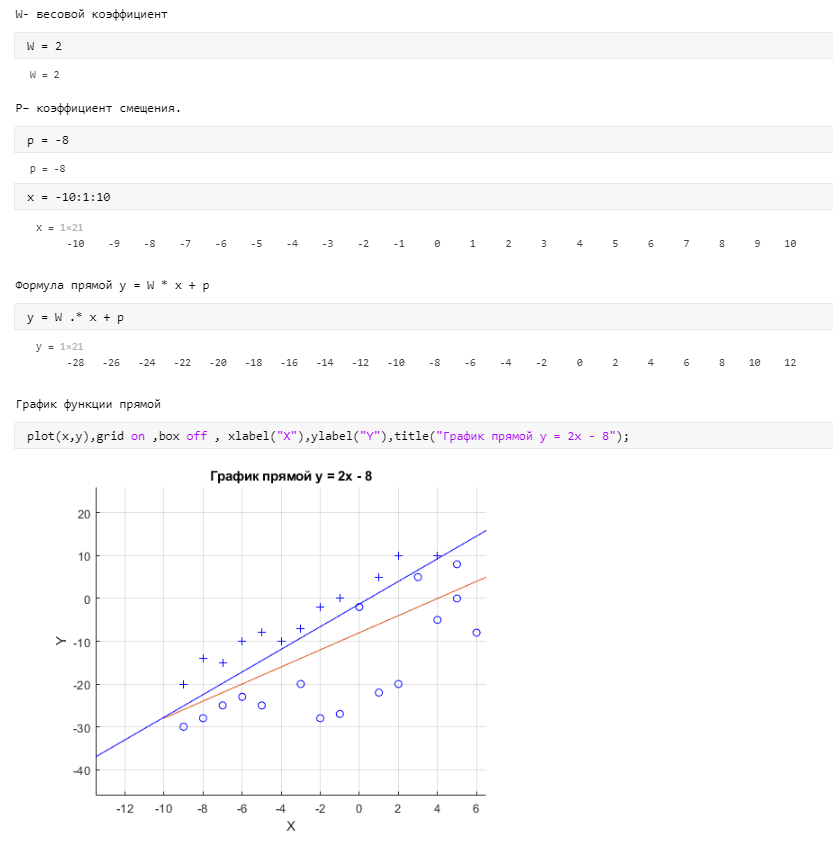 W- весовой коэффициент
W = 2
W = 2
P– коэффициент смещения.
p = -8
p = -8
x = -10:1:10
x = 1×21
-10 -9 -8 -7 -6 -5 -4 -3 -2 -1 0 1 2 3 4 5 6 7 8 9 10
Формула прямой y = W * x + p
y = W .* x + p
y = 1×21
-28 -26 -24 -22 -20 -18 -16 -14 -12 -10 -8 -6 -4 -2 0 2 4 6 8 10 12
График функции прямой
plot(x,y),grid on ,box off , xlabel("X"),ylabel("Y"),title("График прямой y = 2x - 8");
График прямой y = 2x - 8
20
10
0
-10
-20
-30
-40
Y
-12 -10 -8 -6 -4 -2 0 2 4 6
X